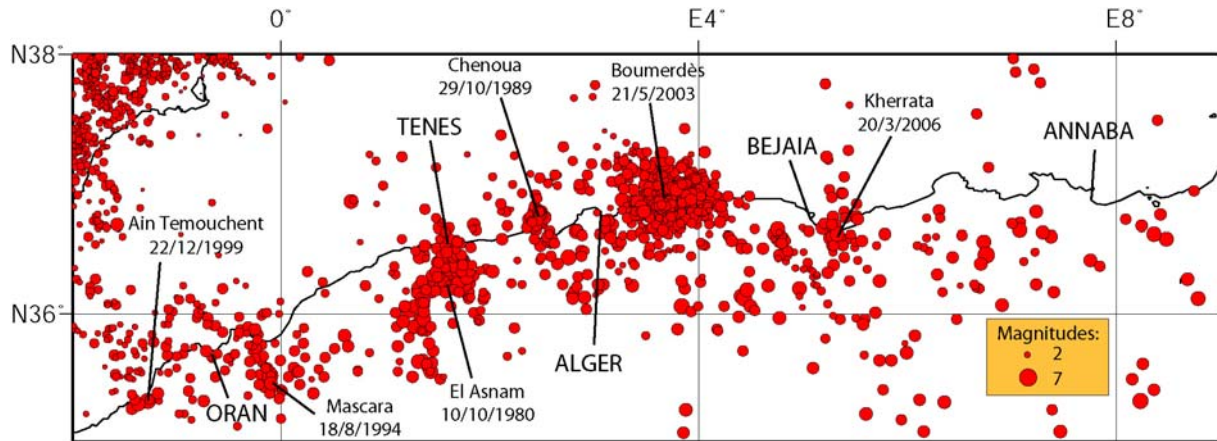 0°
E4°
E8°
N38°
Chenoua
29/10/1989
Boumerdès
21/5/2003
Kherrata
20/3/2006
TENES
BEJAIA
ANNABA
Ain Temouchent
22/12/1999
N36°
Magnitudes:
2
7
ALGER
El Asnam
10/10/1980
ORAN
Mascara
18/8/1994